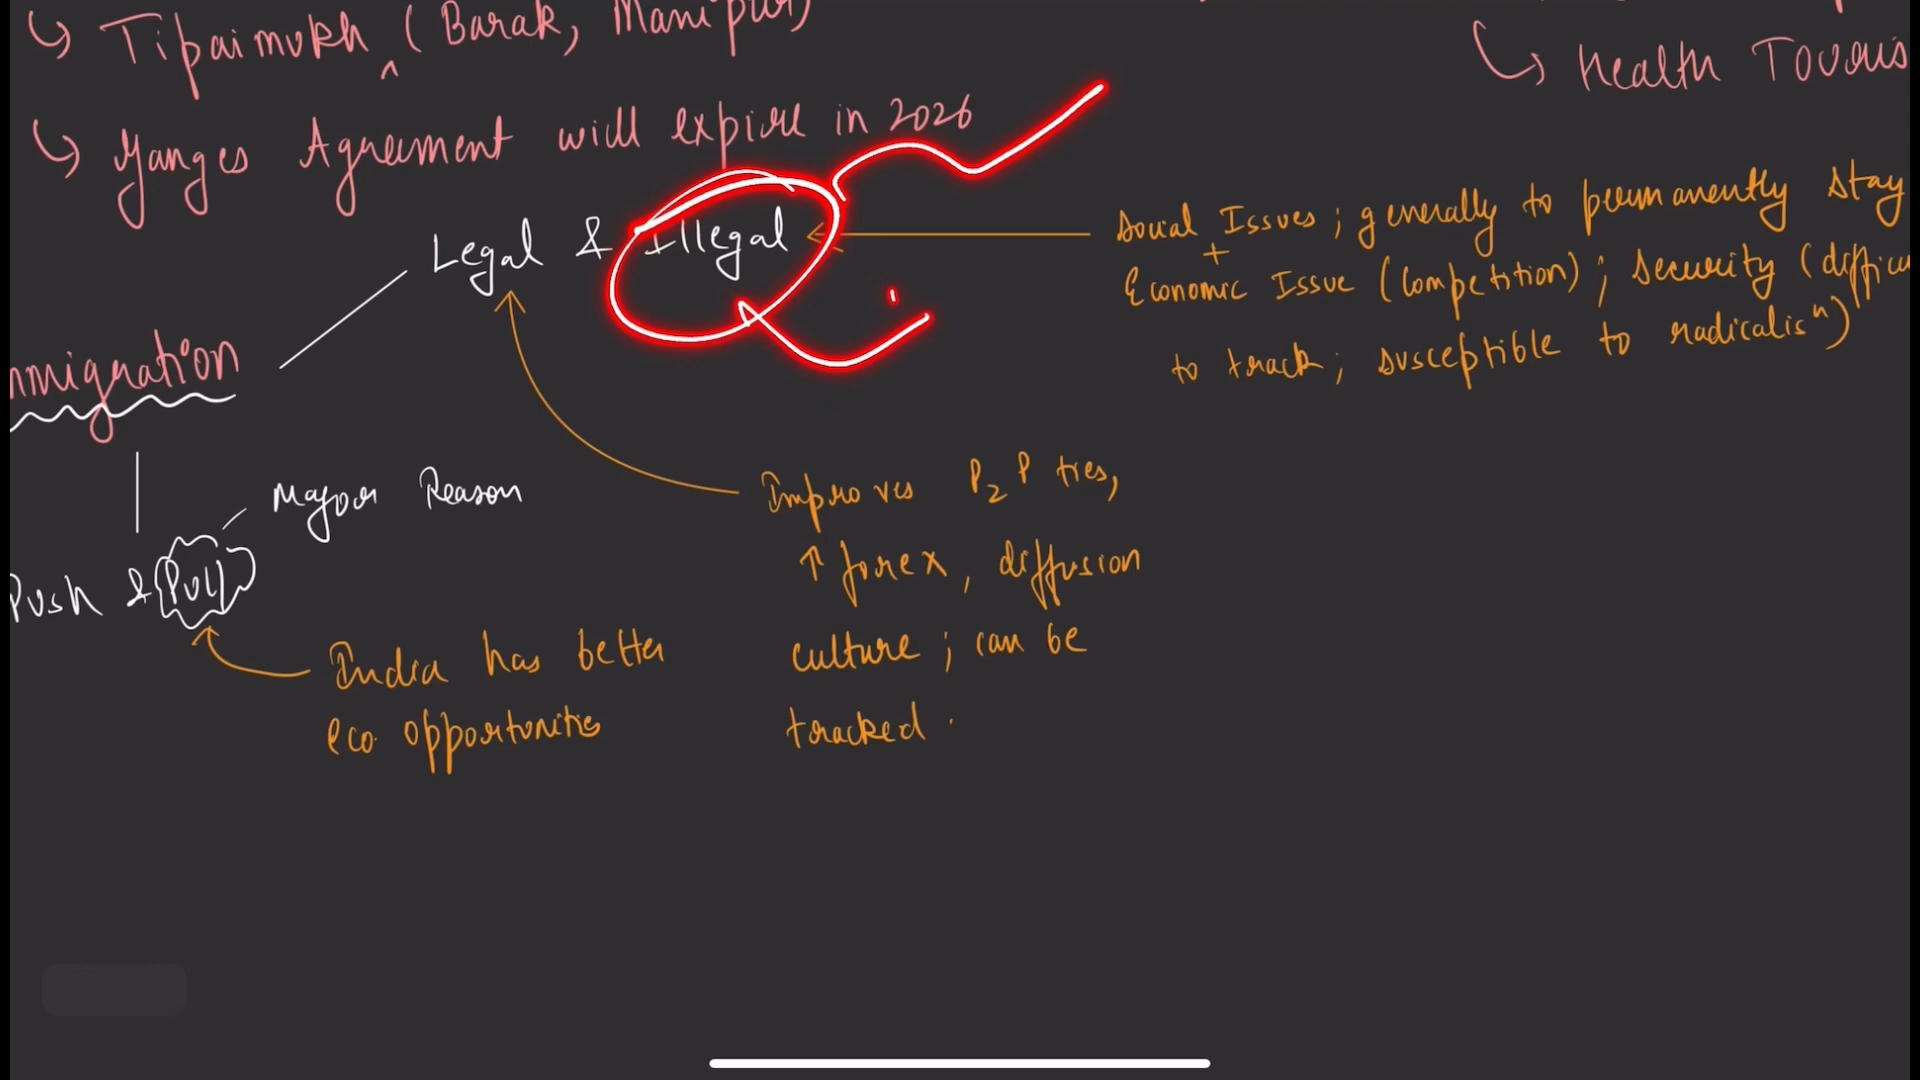 ↳ Tipaimukh (Barak, Manipur)
↳ Health Touris
↳ Ganges Agreement will expire in 2026
Legal & Illegal
Social Issues ; generally to permanently stay
+
Economic Issue (Competition) ; Security (difficu
to track ; susceptible to radicalisⁿ)
mmigration
Major Reason
Push & Pull
Improves P2P ties,
↑ forex, diffusion
culture ; can be
tracked .
India has better
eco. opportunities